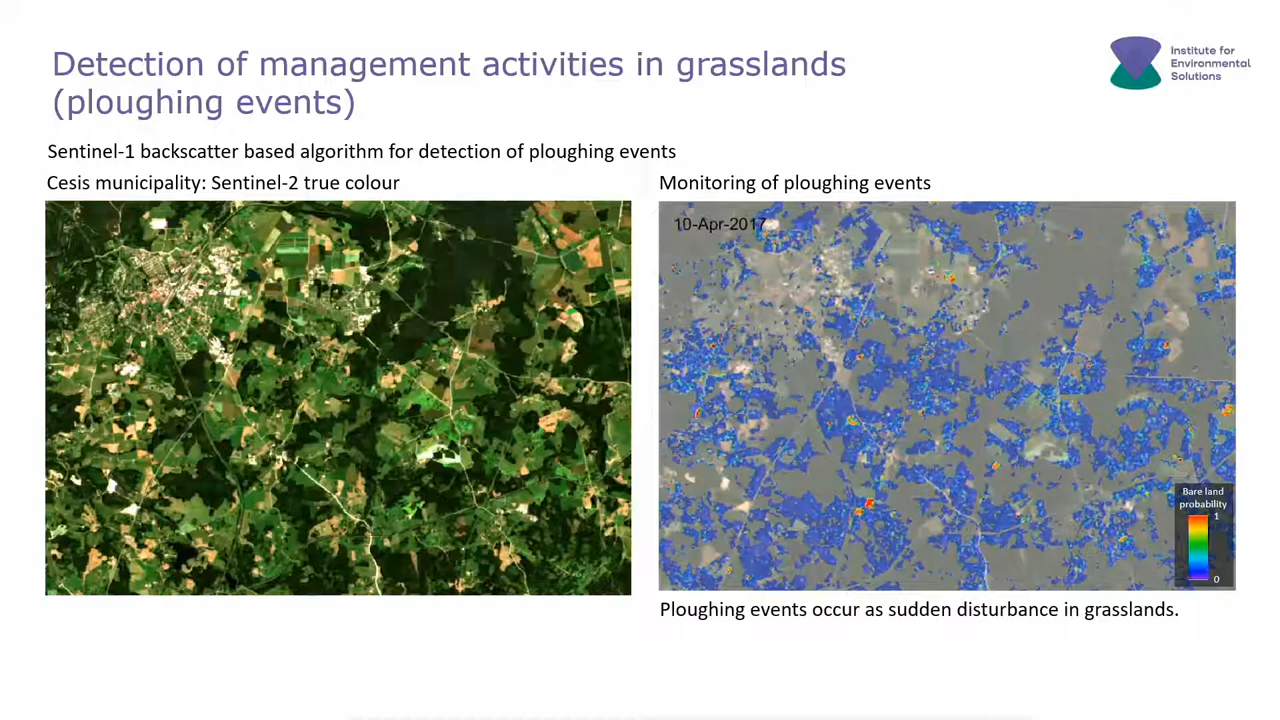 Detection of management activities in grasslands
(ploughing events)
Institute for
Environmental
Solutions
Sentinel-1 backscatter based algorithm for detection of ploughing events
Cesis municipality: Sentinel-2 true colour
Monitoring of ploughing events
10-Apr-2017
Bare land
probability
1
0
Ploughing events occur as sudden disturbance in grasslands.